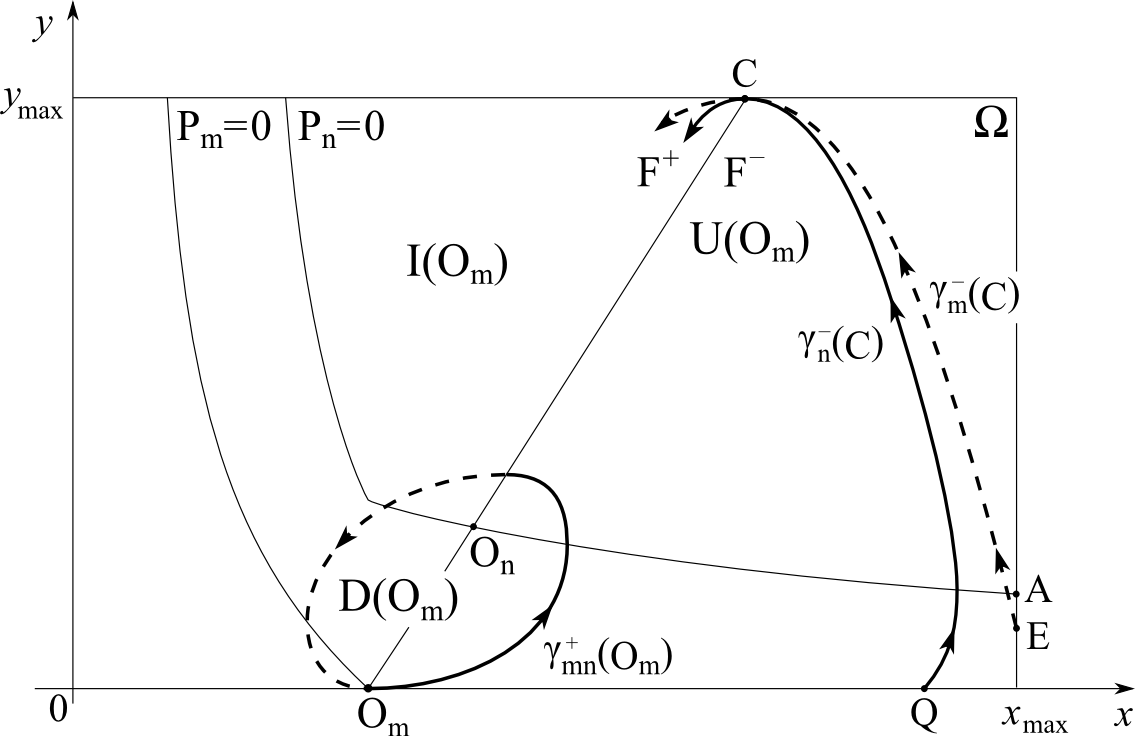 y
C
y_max
P_m=0
P_n=0
Ω
F⁺
F⁻
U(O_m)
I(O_m)
γ_m⁻(C)
γ_n⁻(C)
O_n
A
D(O_m)
E
γ_mn⁺(O_m)
0
O_m
Q
x_max
x